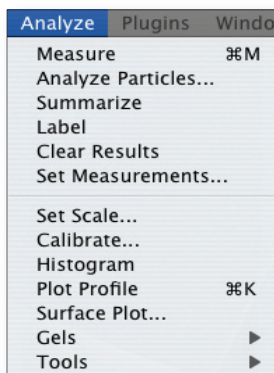 Analyze Plugins Windo
Measure ⌘M
Analyze Particles...
Summarize
Label
Clear Results
Set Measurements...
Set Scale...
Calibrate...
Histogram
Plot Profile ⌘K
Surface Plot...
Gels ▶
Tools ▶